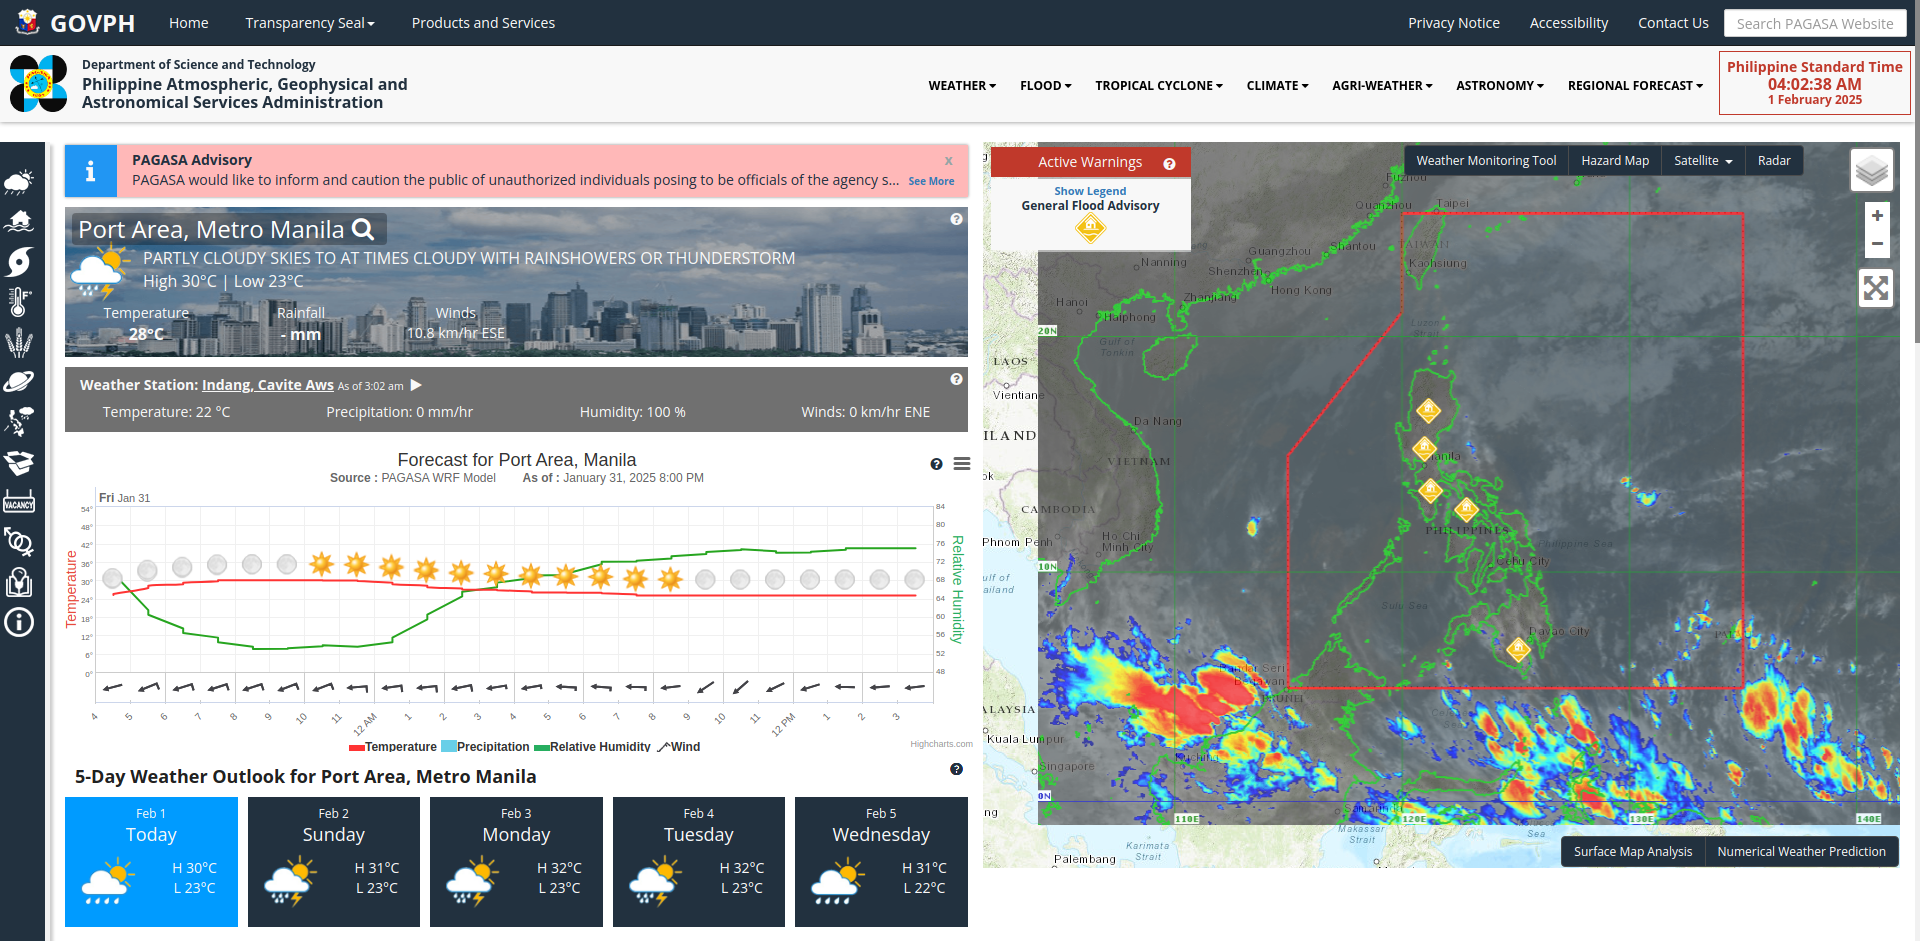 GOVPH
Home
Transparency Seal
Products and Services
Privacy Notice
Accessibility
Contact Us
Search PAGASA Website
Department of Science and Technology
Philippine Atmospheric, Geophysical and
Astronomical Services Administration
WEATHER
FLOOD
TROPICAL CYCLONE
CLIMATE
AGRI-WEATHER
ASTRONOMY
REGIONAL FORECAST
Philippine Standard Time
04:02:38 AM
1 February 2025
VACANCY
PAGASA Advisory
x
PAGASA would like to inform and caution the public of unauthorized individuals posing to be officials of the agency s...
See More
Port Area, Metro Manila
PARTLY CLOUDY SKIES TO AT TIMES CLOUDY WITH RAINSHOWERS OR THUNDERSTORM
High 30°C | Low 23°C
Temperature
28°C
Rainfall
- mm
Winds
10.8 km/hr ESE
Weather Station: Indang, Cavite Aws As of 3:02 am
Temperature: 22 °C
Precipitation: 0 mm/hr
Humidity: 100 %
Winds: 0 km/hr ENE
Forecast for Port Area, Manila
Source : PAGASA WRF Model As of : January 31, 2025 8:00 PM
Fri Jan 31
54°
48°
42°
36°
30°
24°
18°
12°
6°
0°
Temperature
84
80
76
72
68
64
60
56
52
48
Relative Humidity
4 5 6 7 8 9 10 11 12 AM 1 2 3 4 5 6 7 8 9 10 11 12 PM 1 2 3
Temperature Precipitation Relative Humidity Wind
Highcharts.com
5-Day Weather Outlook for Port Area, Metro Manila
Feb 1
Today
H 30°C
L 23°C
Feb 2
Sunday
H 31°C
L 23°C
Feb 3
Monday
H 32°C
L 23°C
Feb 4
Tuesday
H 32°C
L 23°C
Feb 5
Wednesday
H 31°C
L 22°C
Active Warnings
Show Legend
General Flood Advisory
Weather Monitoring Tool
Hazard Map
Satellite
Radar
+
−
Fuzhou
Quanzhou
Taipei
TAIWAN
Kaohsiung
Shantou
Guangzhou
Shenzhen
Hong Kong
Nanning
Zhanjiang
Hanoi
Haiphong
20N
Gulf of
Tonkin
Luzon
Strait
LAOS
Vientiane
Da Nang
ILAND
VIETNAM
Manila
CAMBODIA
PHILIPPINES
Phnom Penh
Ho Chi
Minh City
Philippine Sea
Cebu City
10N
ulf of
ailand
Sulu Sea
Davao City
Bandar Seri
Begawan
BRUNEI
ALAYSIA
Kuala Lumpur
Kuching
Singapore
0N
Samarinda
110E
120E
130E
140E
Makassar
Strait
Sea
Karimata
Strait
Palembang
Surface Map Analysis
Numerical Weather Prediction